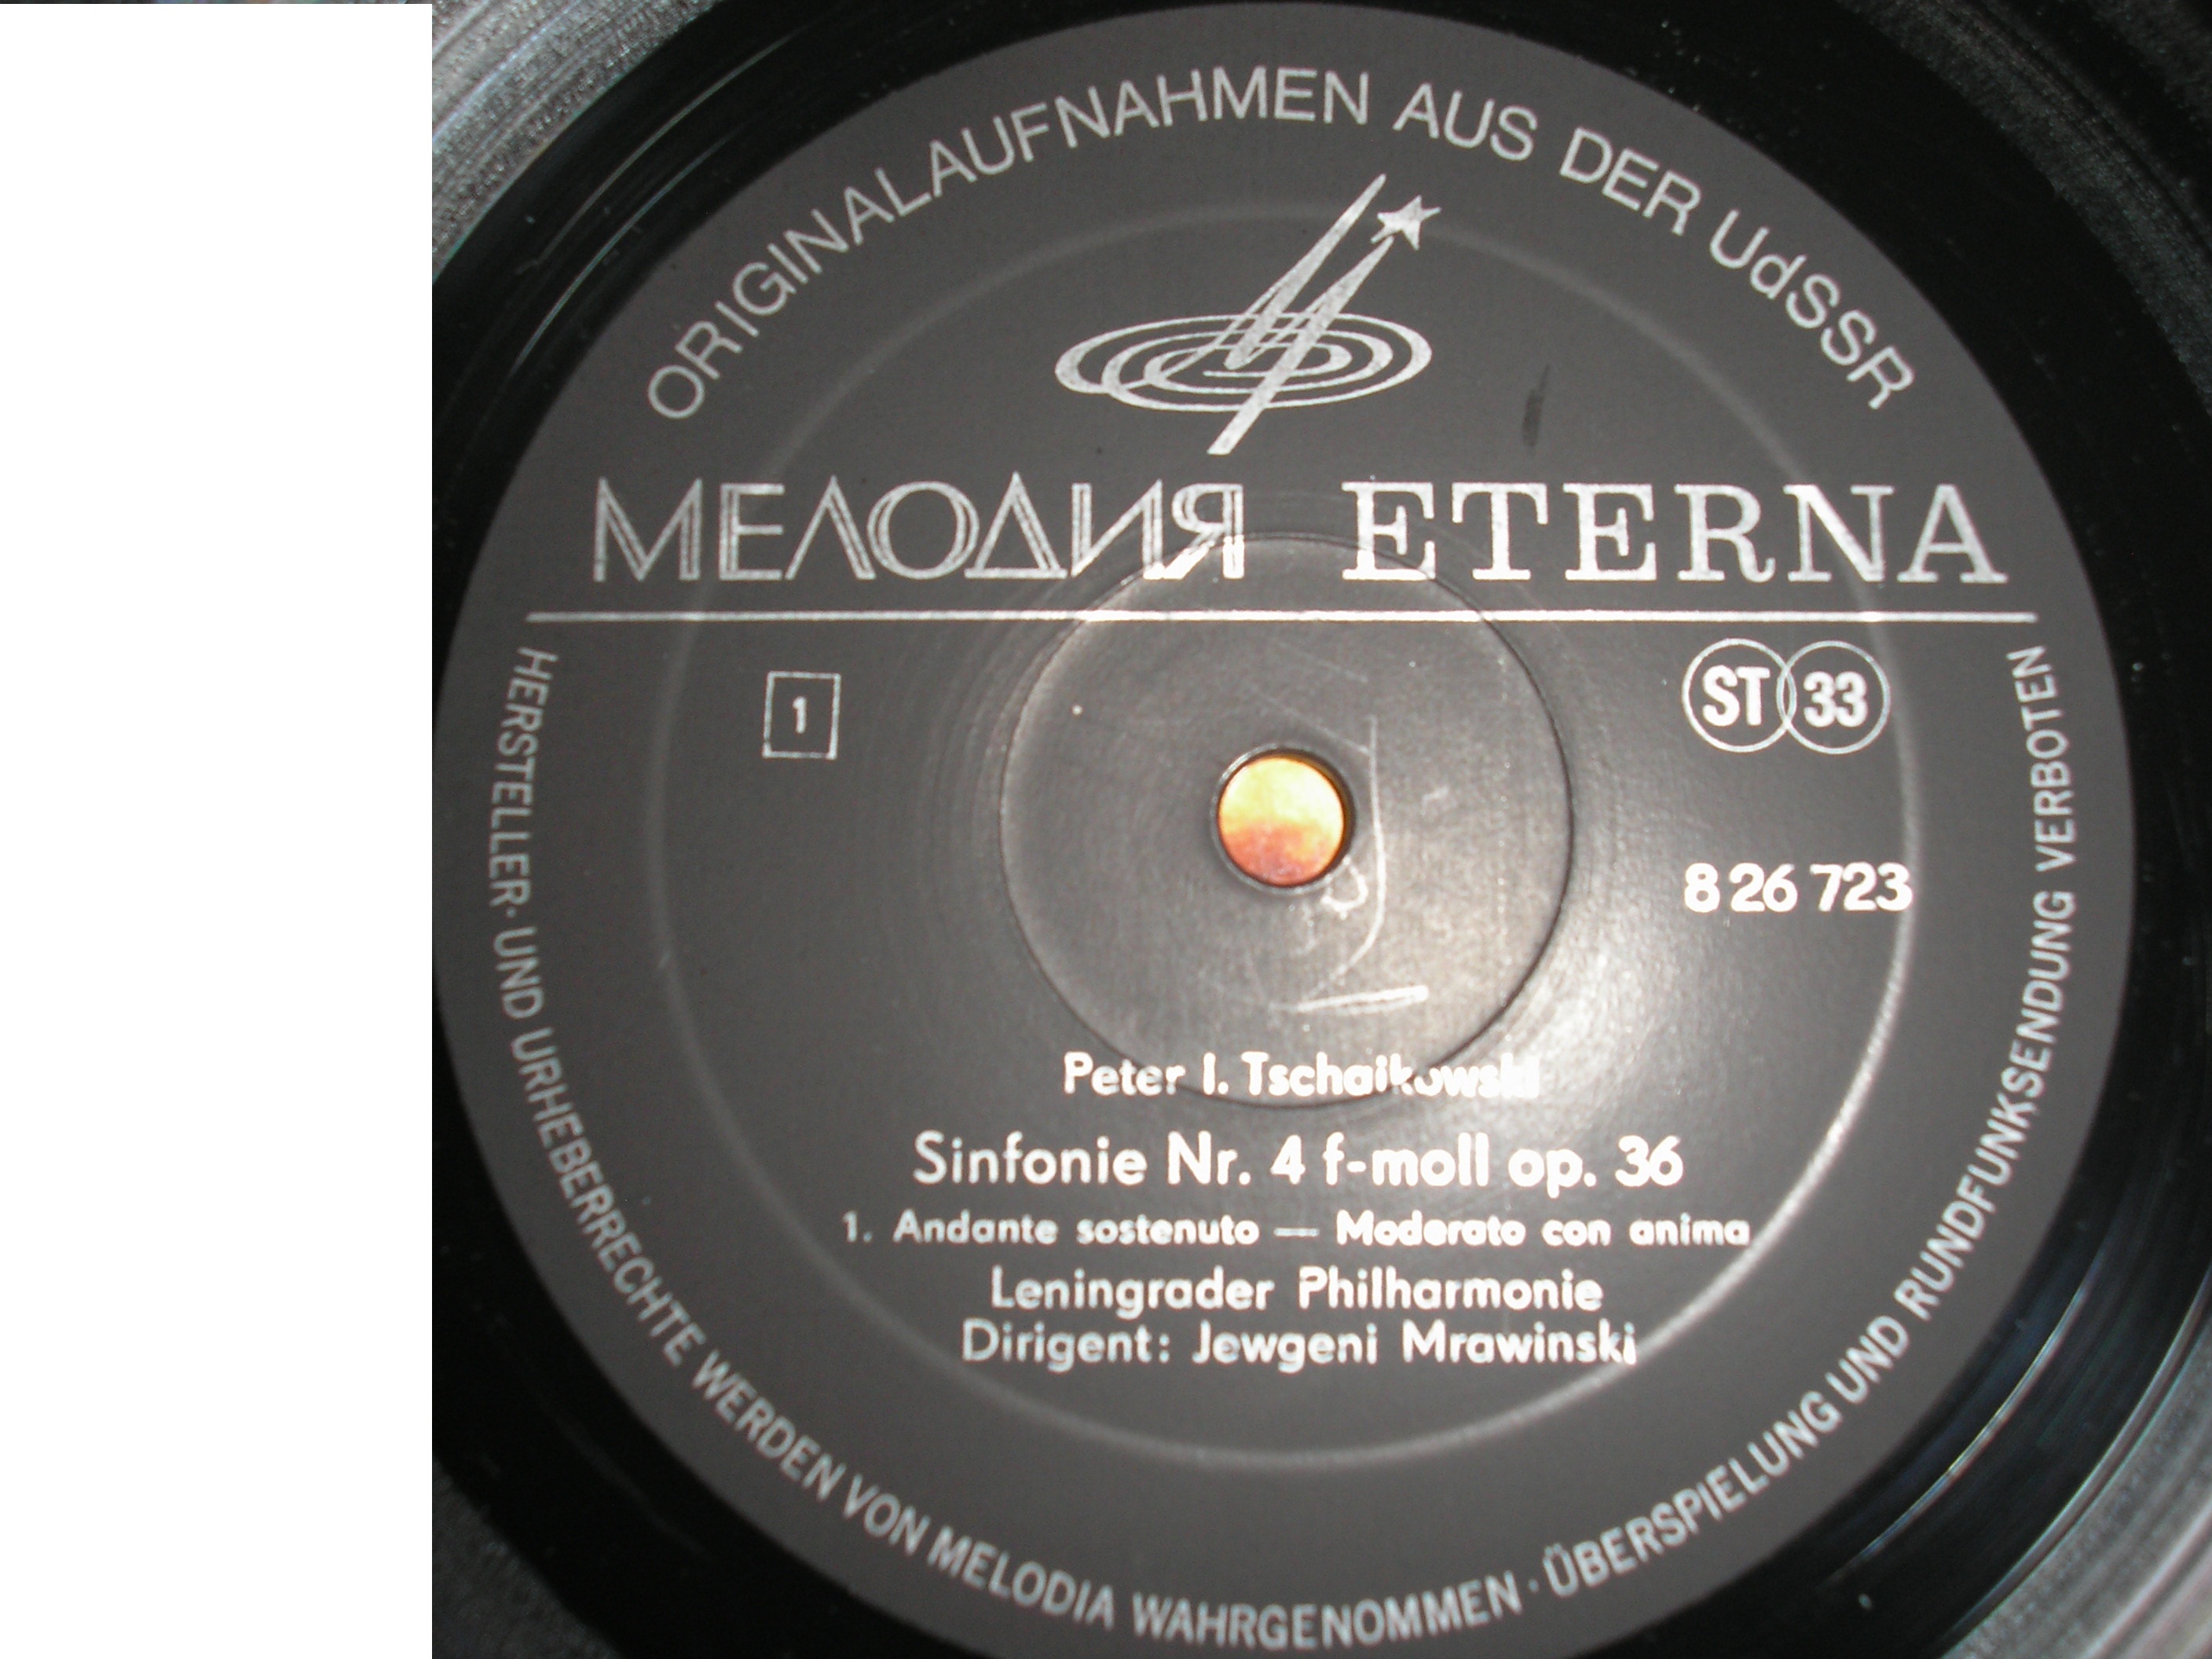 ORIGINALAUFNAHMEN AUS DER UdSSR
МЕЛОДИЯ ETERNA
1
ST 33
8 26 723
Peter I. Tschaikowski
Sinfonie Nr. 4 f-moll op. 36
1. Andante sostenuto — Moderato con anima
Leningrader Philharmonie
Dirigent: Jewgeni Mrawinski
HERSTELLER- UND URHEBERRECHTE WERDEN VON MELODIA WAHRGENOMMEN · ÜBERSPIELUNG UND RUNDFUNKSENDUNG VERBOTEN